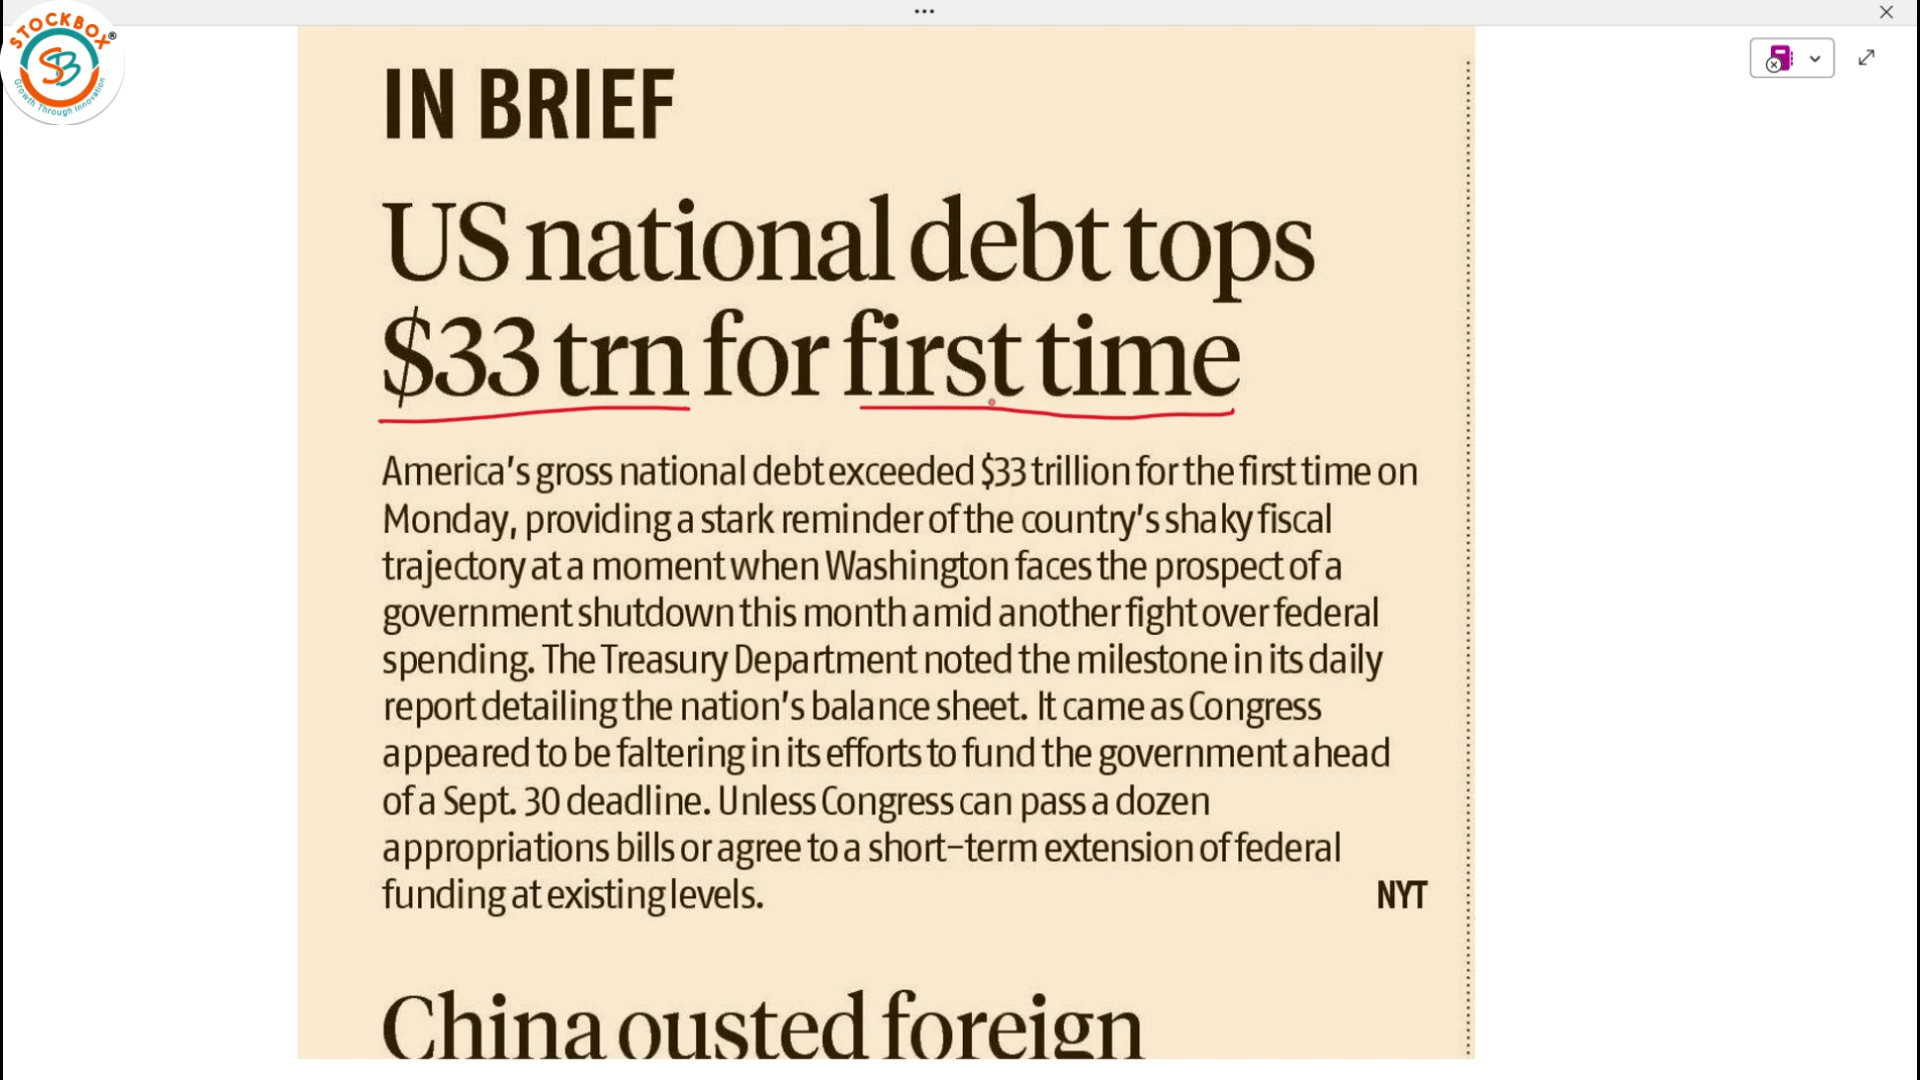 STOCKBOX®
SB
Growth Through Innovation
IN BRIEF
US national debt tops
$33 trn for first time
America's gross national debt exceeded $33 trillion for the first time on
Monday, providing a stark reminder of the country's shaky fiscal
trajectory at a moment when Washington faces the prospect of a
government shutdown this month amid another fight over federal
spending. The Treasury Department noted the milestone in its daily
report detailing the nation's balance sheet. It came as Congress
appeared to be faltering in its efforts to fund the government ahead
of a Sept. 30 deadline. Unless Congress can pass a dozen
appropriations bills or agree to a short-term extension of federal
funding at existing levels.
NYT
China ousted foreign